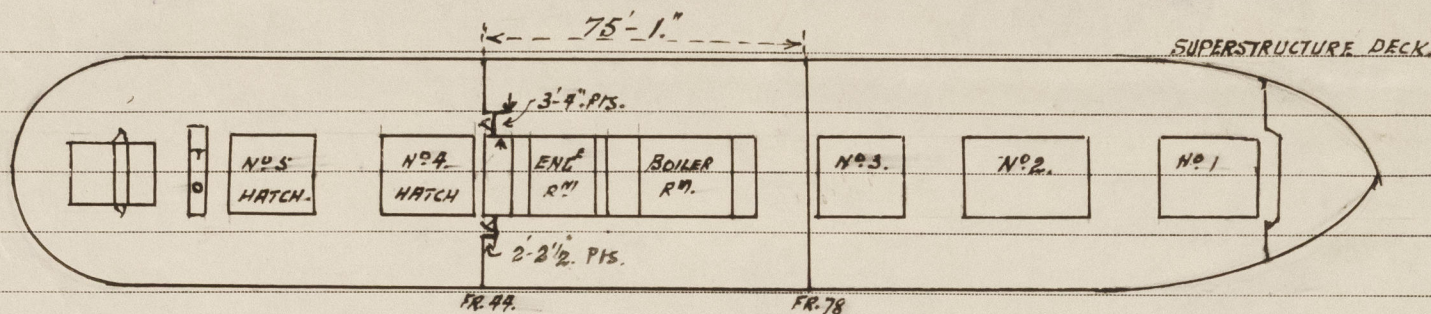 75'-1."
SUPERSTRUCTURE DECK.
3'-4" Pts.
Nº 5
HATCH.
Nº 4
HATCH
ENGE
RM
BOILER
RM.
Nº 3.
Nº 2.
Nº 1
2'-2½" Pts.
FR. 44.
FR. 78